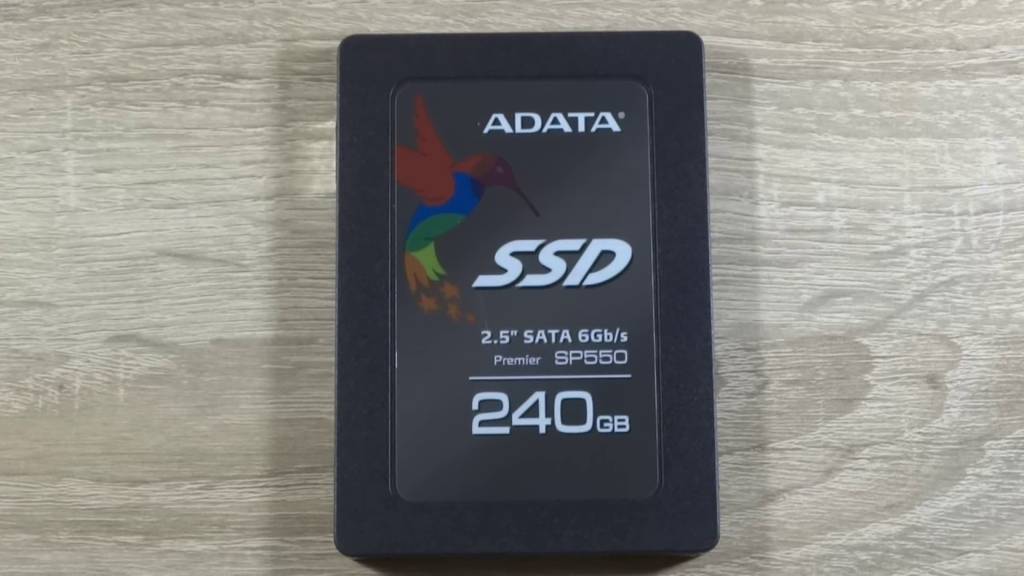 ADATA®
SSD
2.5" SATA 6Gb/s
Premier SP550
240GB